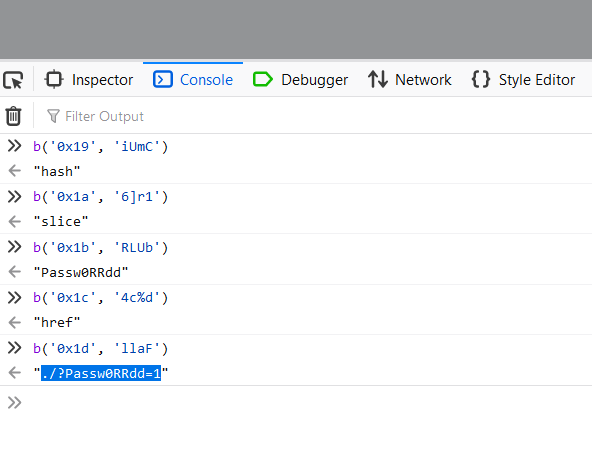 Inspector Console Debugger Network Style Editor
Filter Output
b('0x19', 'iUmC')
"hash"
b('0x1a', '6]r1')
"slice"
b('0x1b', 'RLUb')
"Passw0RRdd"
b('0x1c', '4c%d')
"href"
b('0x1d', 'llaF')
"./?Passw0RRdd=1"